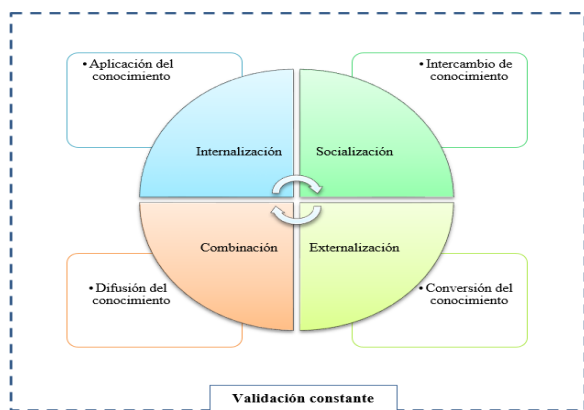 • Aplicación del
conocimiento
• Intercambio de
conocimiento
Internalización
Socialización
Combinación
Externalización
• Difusión del
conocimiento
• Conversión del
conocimiento
Validación constante